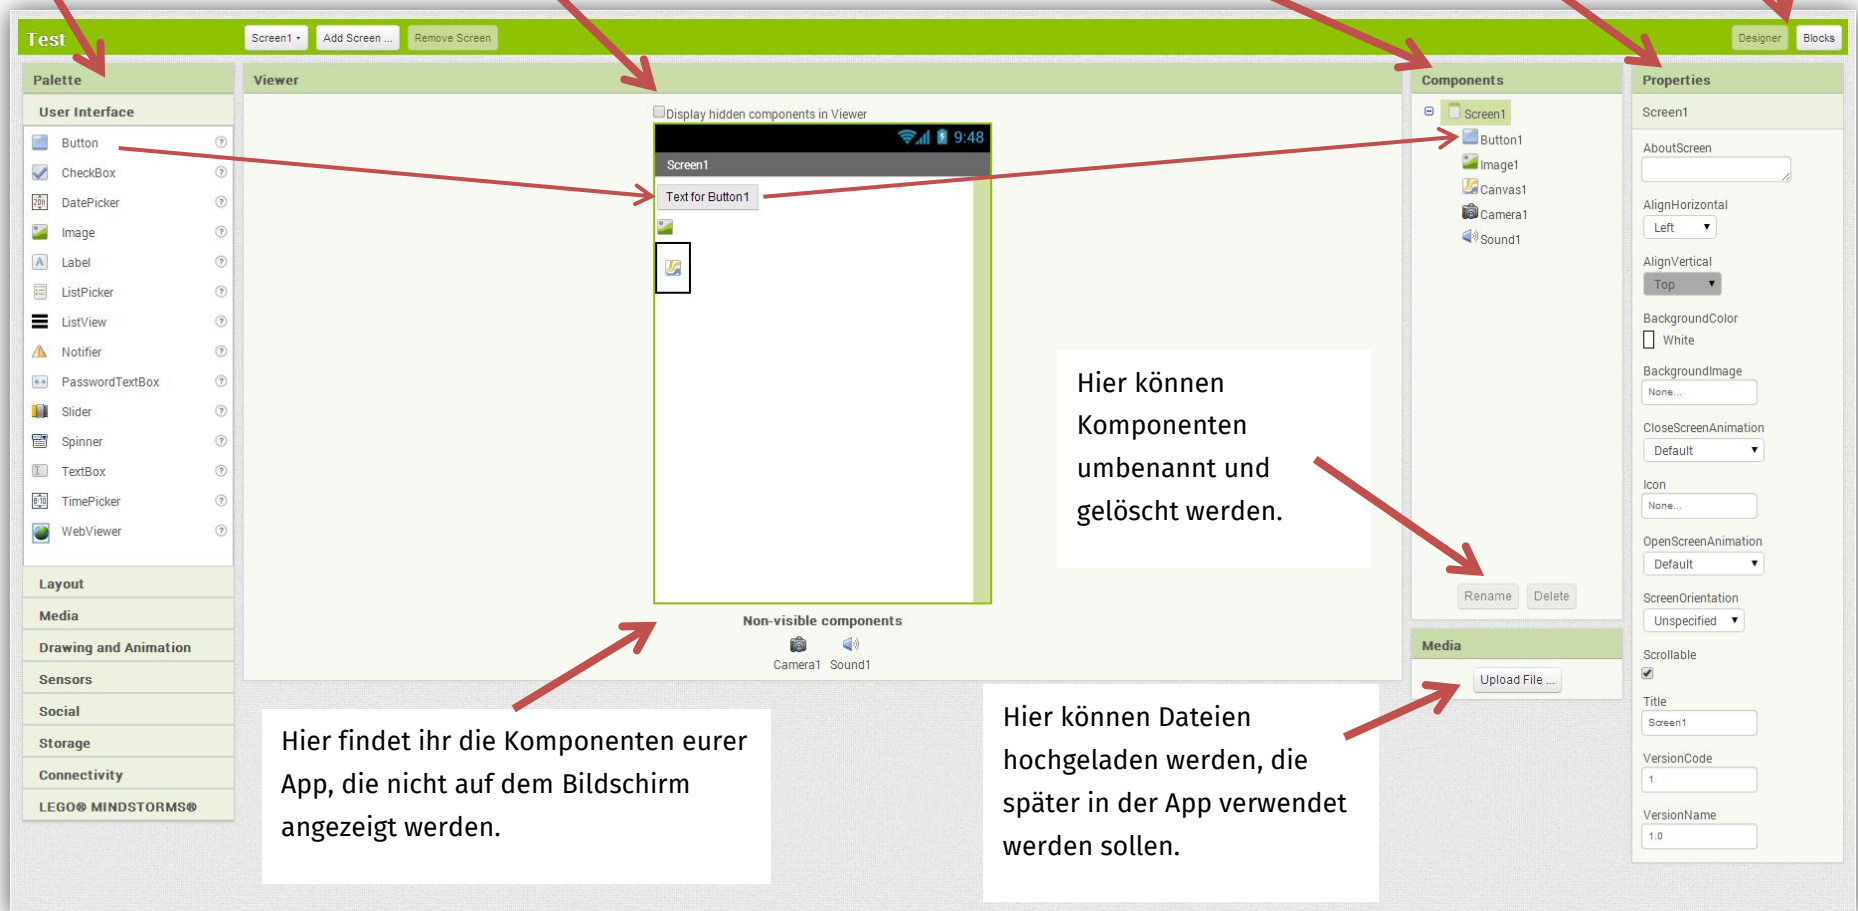 Test
Screen1
Add Screen ...
Remove Screen
Designer
Blocks
Palette
User Interface
Button
CheckBox
DatePicker
Image
Label
ListPicker
ListView
Notifier
PasswordTextBox
Slider
Spinner
TextBox
TimePicker
WebViewer
Layout
Media
Drawing and Animation
Sensors
Social
Storage
Connectivity
LEGO® MINDSTORMS®
Viewer
Display hidden components in Viewer
9:48
Screen1
Text for Button1
Non-visible components
Camera1
Sound1
Hier findet ihr die Komponenten eurer
App, die nicht auf dem Bildschirm
angezeigt werden.
Hier können
Komponenten
umbenannt und
gelöscht werden.
Hier können Dateien
hochgeladen werden, die
später in der App verwendet
werden sollen.
Components
Screen1
Button1
Image1
Canvas1
Camera1
Sound1
Rename
Delete
Media
Upload File ...
Properties
Screen1
AboutScreen
AlignHorizontal
Left
AlignVertical
Top
BackgroundColor
White
BackgroundImage
None...
CloseScreenAnimation
Default
Icon
None...
OpenScreenAnimation
Default
ScreenOrientation
Unspecified
Scrollable
Title
Screen1
VersionCode
1
VersionName
1.0